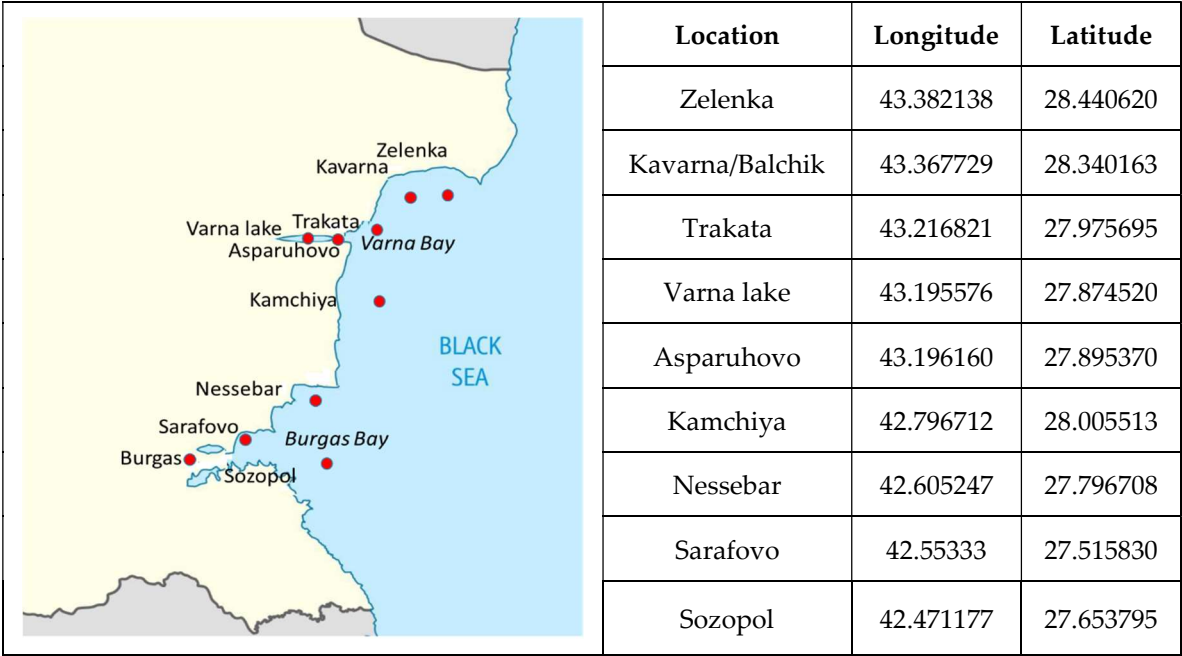 Zelenka
Kavarna
Trakata
Varna lake
Varna Bay
Asparuhovo
Kamchiya
BLACK
SEA
Nessebar
Sarafovo
Burgas Bay
Burgas
Sozopol
Location Longitude Latitude
Zelenka 43.382138 28.440620
Kavarna/Balchik 43.367729 28.340163
Trakata 43.216821 27.975695
Varna lake 43.195576 27.874520
Asparuhovo 43.196160 27.895370
Kamchiya 42.796712 28.005513
Nessebar 42.605247 27.796708
Sarafovo 42.55333 27.515830
Sozopol 42.471177 27.653795